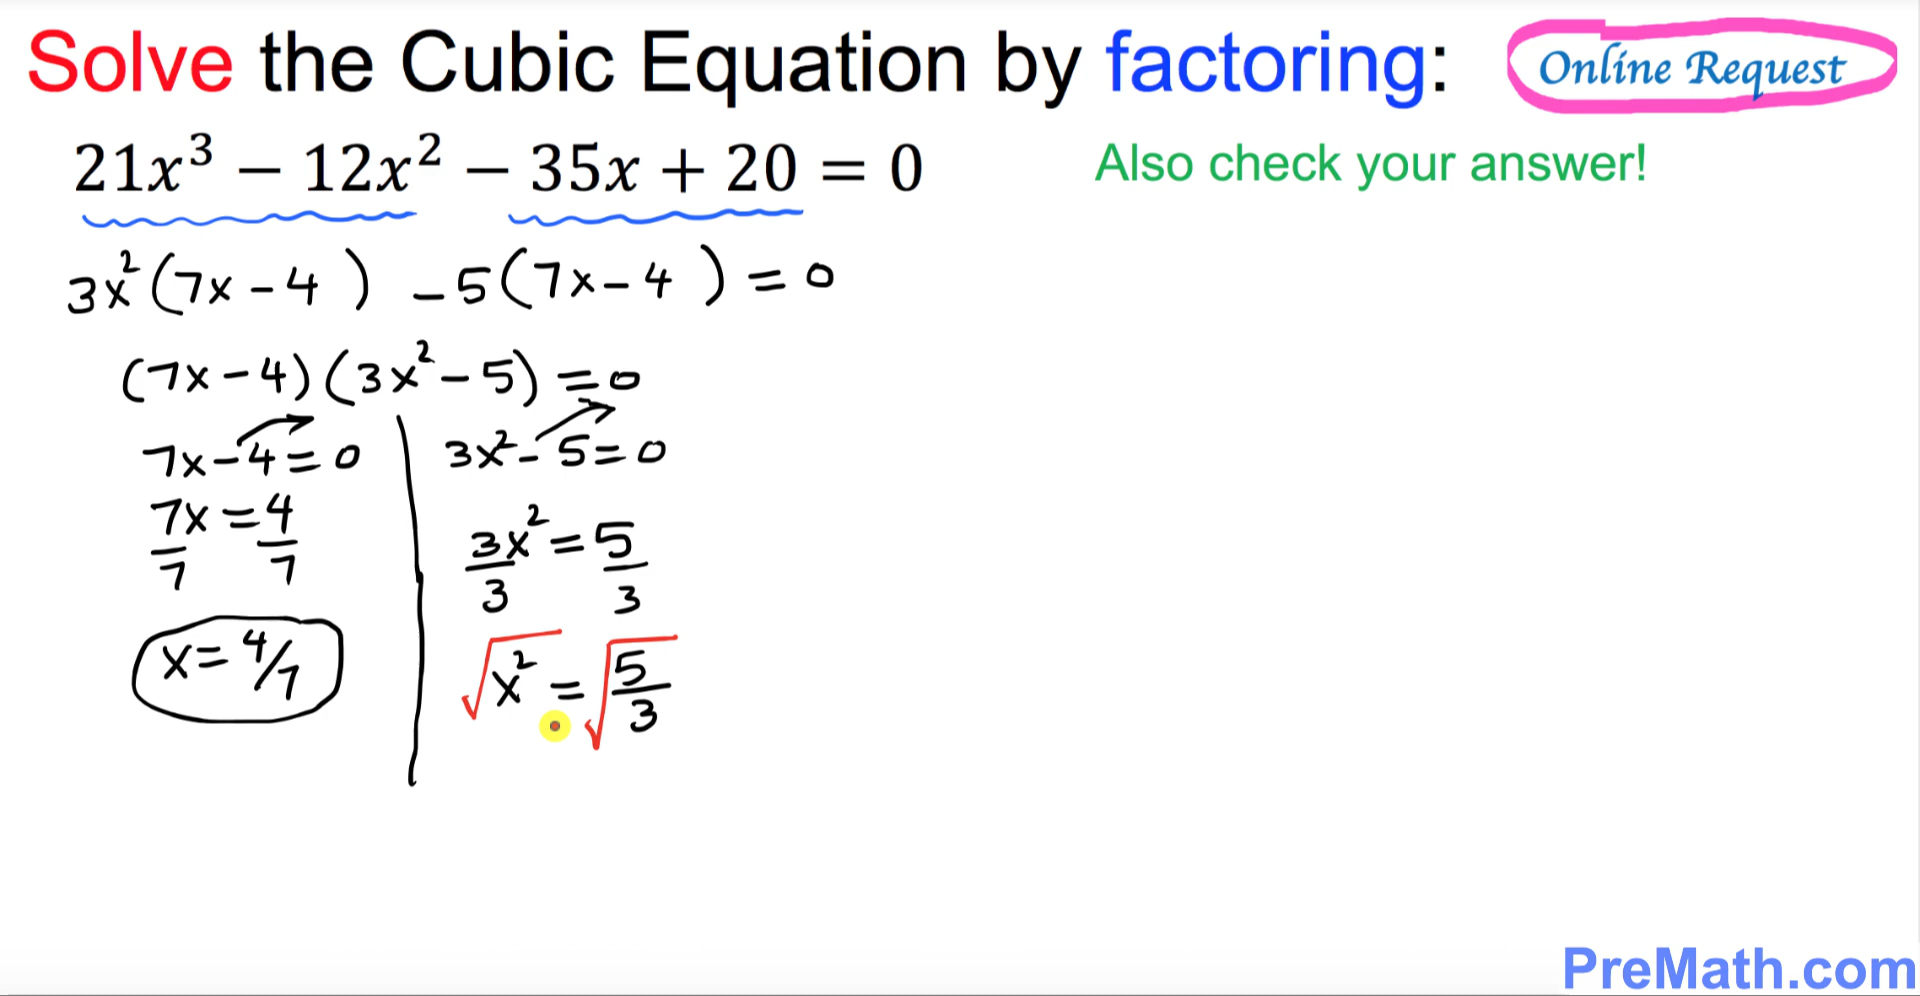 Solve the Cubic Equation by factoring:
Online Request
21x³ − 12x² − 35x + 20 = 0
Also check your answer!
3x²(7x − 4) − 5(7x − 4) = 0
(7x − 4)(3x² − 5) = 0
7x − 4 = 0
7x/7 = 4/7
x = 4/7
3x² − 5 = 0
3x²/3 = 5/3
√x² = √5/3
PreMath.com